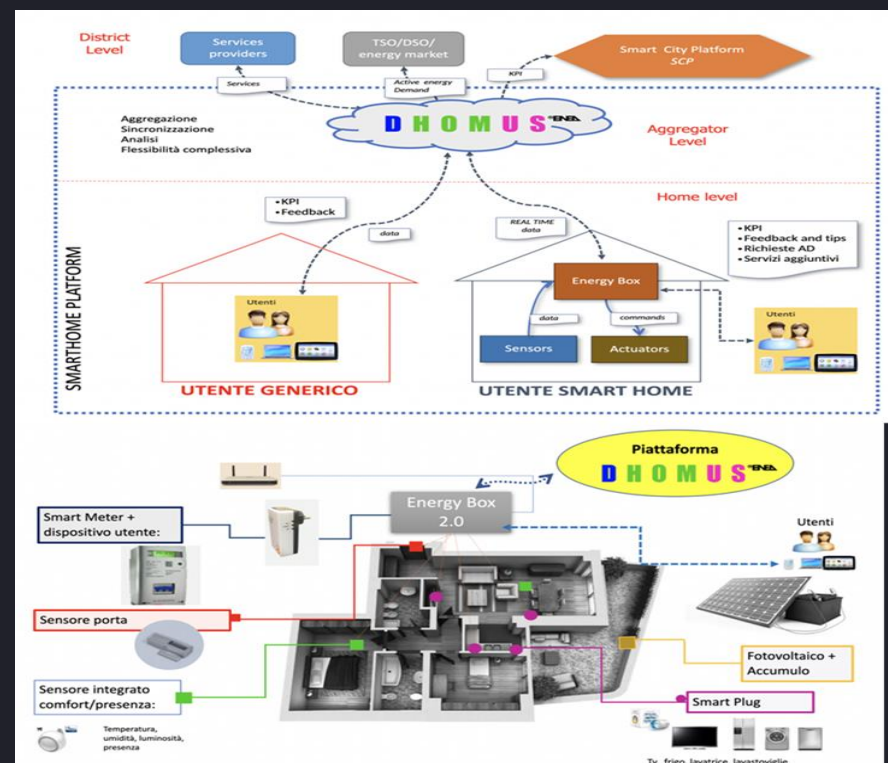 District
Level
Services
providers
TSO/DSO/
energy market
Smart City Platform
SCP
Services
Active energy
Demand
KPI
Aggregazione
Sincronizzazione
Analisi
Flessibilità complessiva
DHOMUS
ENEA
Aggregator
Level
Home level
• KPI
• Feedback
data
REAL TIME
data
• KPI
• Feedback and tips
• Richieste AD
• Servizi aggiuntivi
SMARTHOME PLATFORM
Utenti
Energy Box
data
commands
Sensors
Actuators
Utenti
UTENTE GENERICO
UTENTE SMART HOME
Piattaforma
DHOMUS
ENEA
Energy Box
2.0
Smart Meter +
dispositivo utente:
Utenti
Sensore porta
Fotovoltaico +
Accumulo
Sensore integrato
comfort/presenza:
Smart Plug
Temperatura,
umidità, luminosità,
presenza
Tv, frigo, lavatrice, lavastoviglie